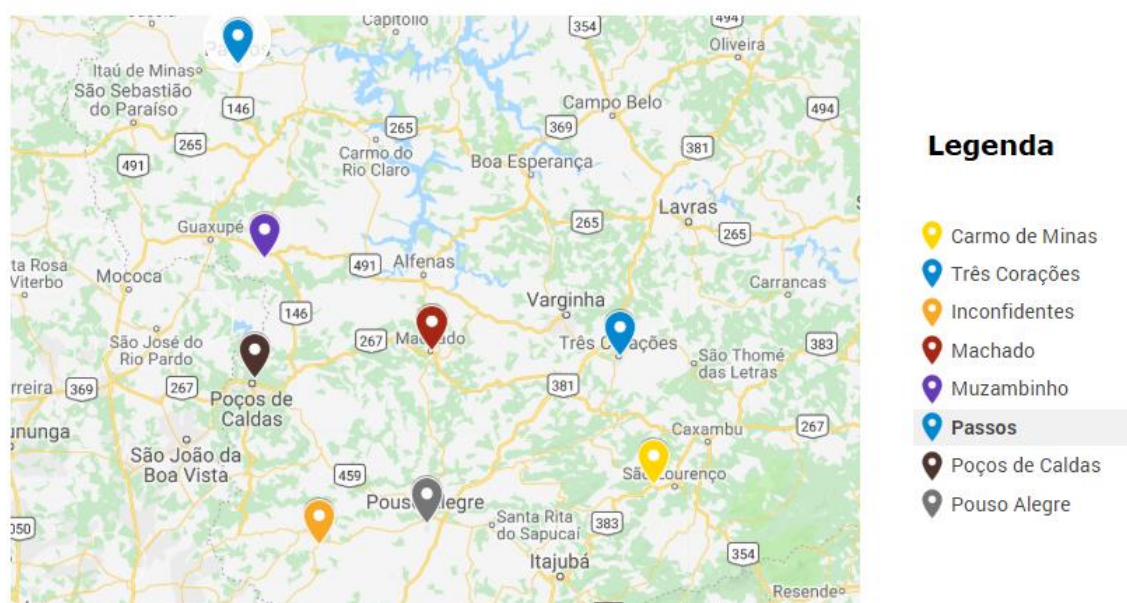 Capitólio
354
494
Oliveira
Itaú de Minas
São Sebastião
do Paraíso
146
Campo Belo
494
265
265
369
381
491
Carmo do
Rio Claro
Boa Esperança
Lavras
Guaxupé
265
265
ta Rosa
Viterbo
Mococa
491
Alfenas
Carrancas
Varginha
146
São José do
Rio Pardo
267
Três Corações
383
São Thomé
das Letras
rreira
369
267
381
Poços de
Caldas
ununga
Caxambu
267
São João da
Boa Vista
459
São Lourenço
Pouso Alegre
050
Santa Rita
do Sapucaí
383
Itajubá
354
Resende
Legenda
Carmo de Minas
Três Corações
Inconfidentes
Machado
Muzambinho
Passos
Poços de Caldas
Pouso Alegre